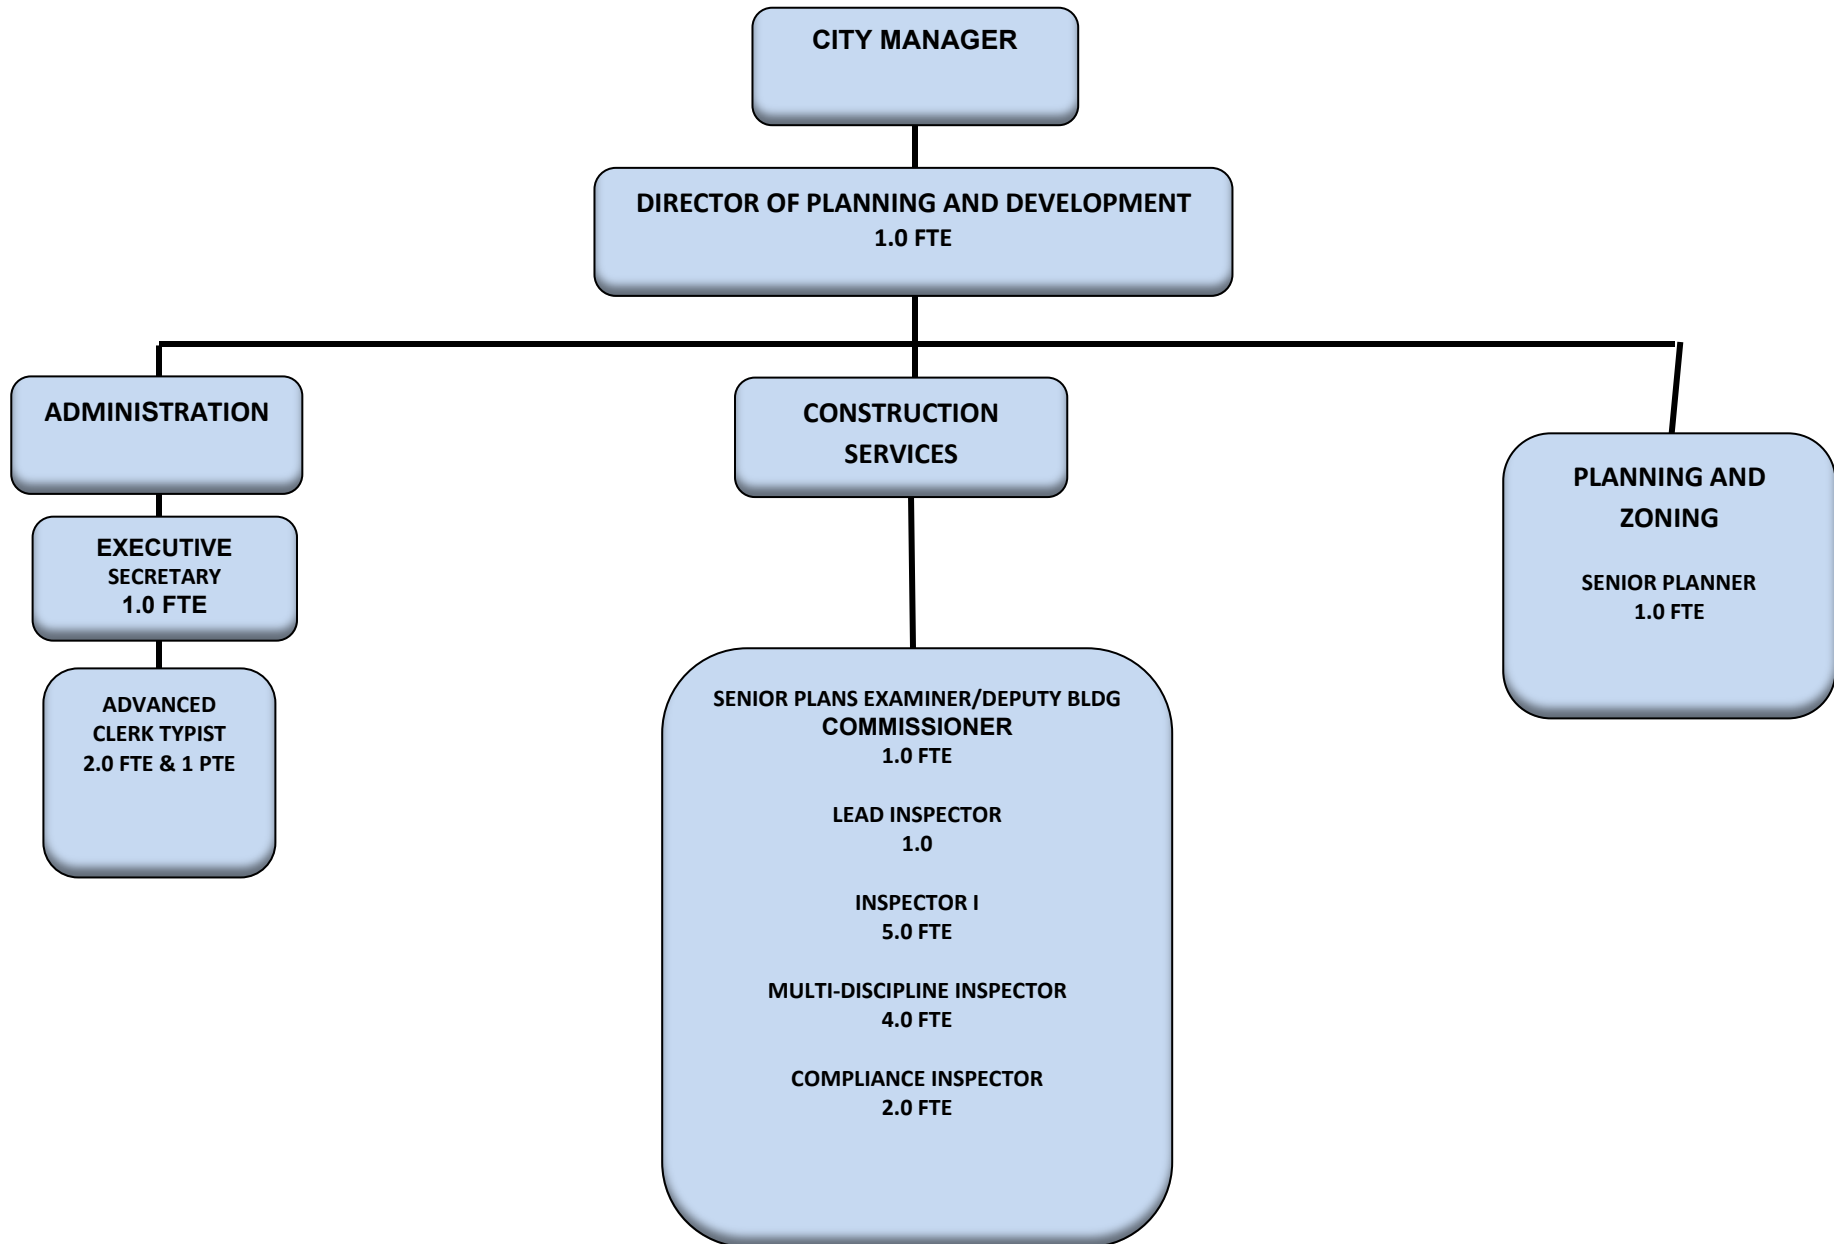 CITY MANAGER
DIRECTOR OF PLANNING AND DEVELOPMENT
1.0 FTE
ADMINISTRATION
EXECUTIVE
SECRETARY
1.0 FTE
ADVANCED
CLERK TYPIST
2.0 FTE & 1 PTE
CONSTRUCTION
SERVICES
SENIOR PLANS EXAMINER/DEPUTY BLDG
COMMISSIONER
1.0 FTE
LEAD INSPECTOR
1.0
INSPECTOR I
5.0 FTE
MULTI-DISCIPLINE INSPECTOR
4.0 FTE
COMPLIANCE INSPECTOR
2.0 FTE
PLANNING AND
ZONING
SENIOR PLANNER
1.0 FTE